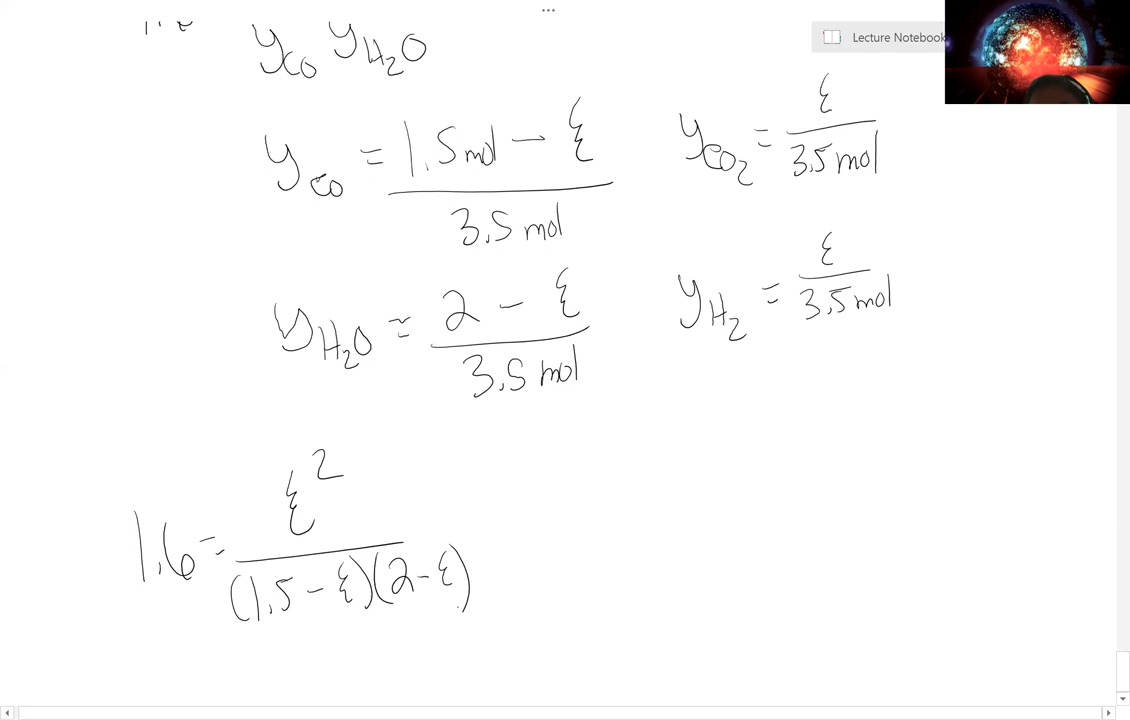 ...
Lecture Notebook
y_CO y_H₂O
y_CO = (1.5 mol − ξ) / 3.5 mol
y_CO₂ = ξ / 3.5 mol
y_H₂O = (2 − ξ) / 3.5 mol
y_H₂ = ξ / 3.5 mol
1.6 = ξ² / (1.5 − ξ)(2 − ξ)